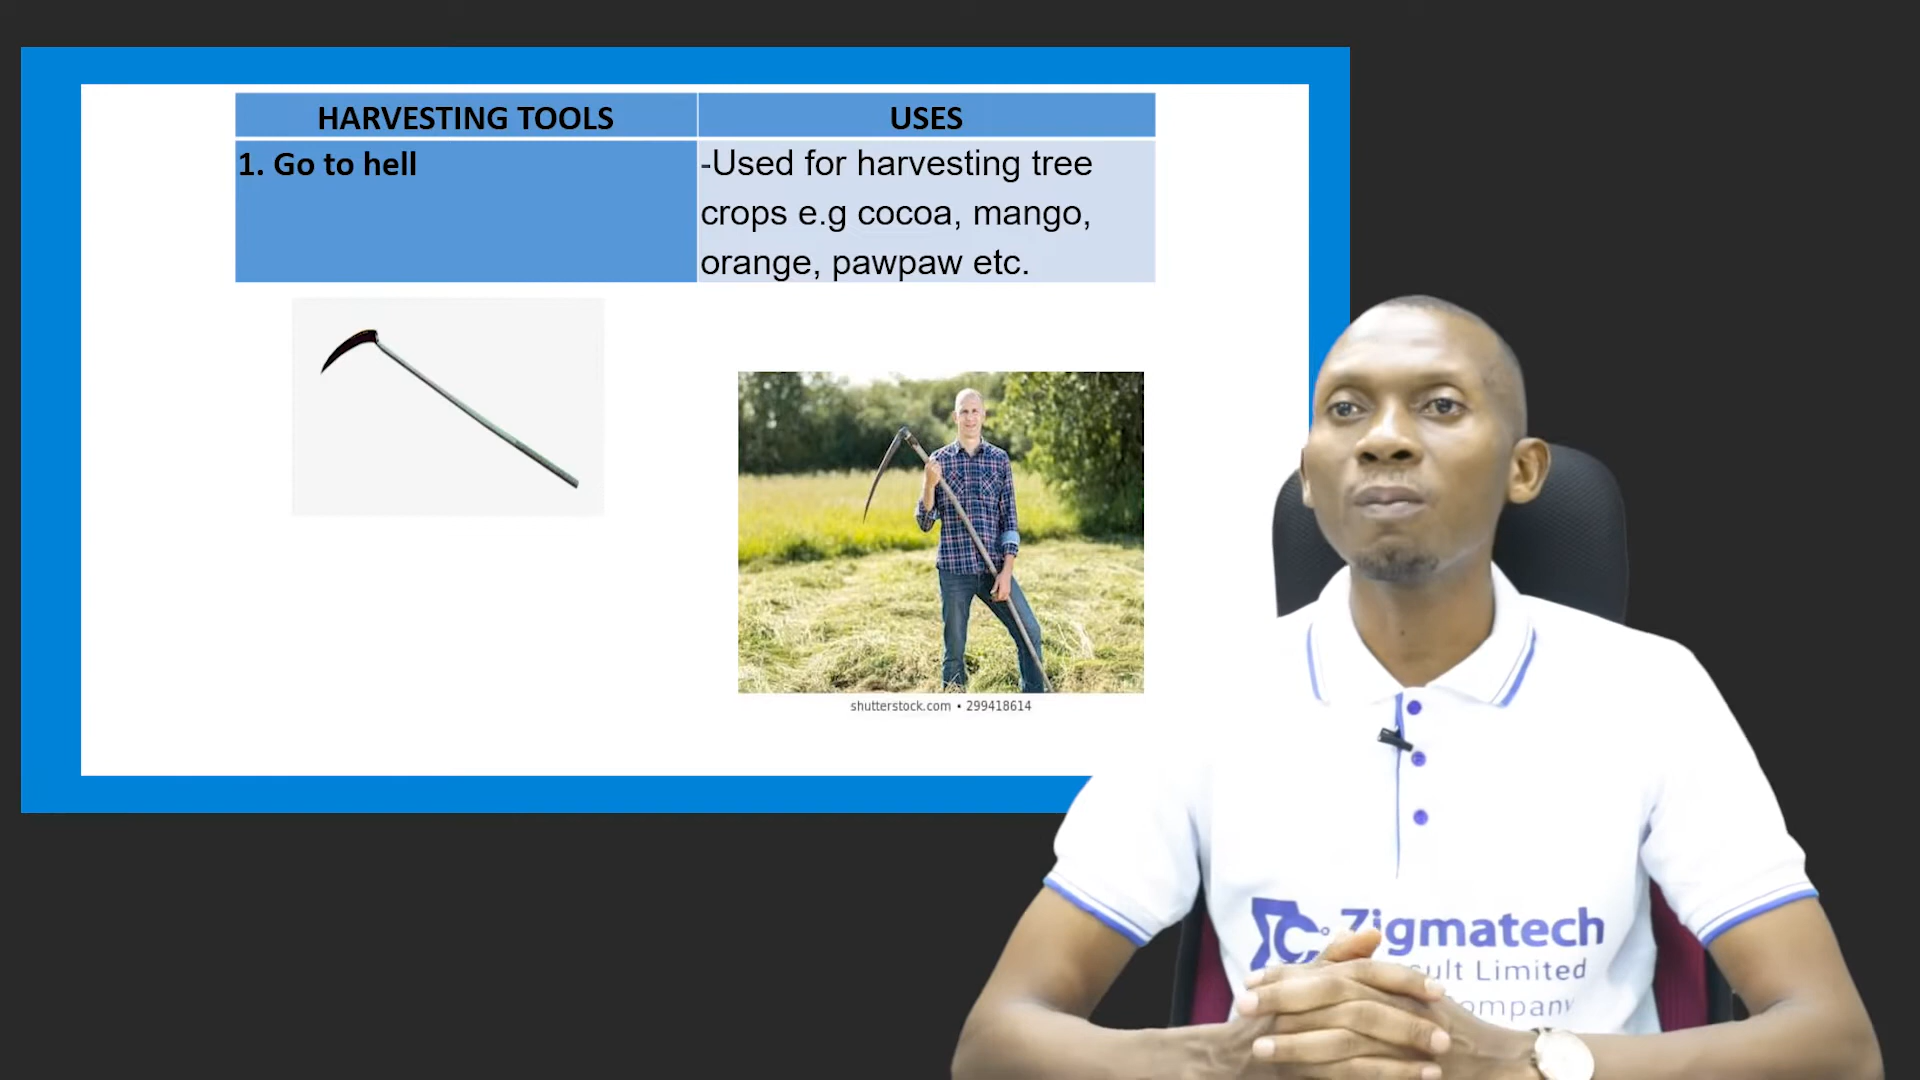 HARVESTING TOOLS
USES
1. Go to hell
-Used for harvesting tree
crops e.g cocoa, mango,
orange, pawpaw etc.
shutterstock.com • 299418614
Zigmatech
Limited